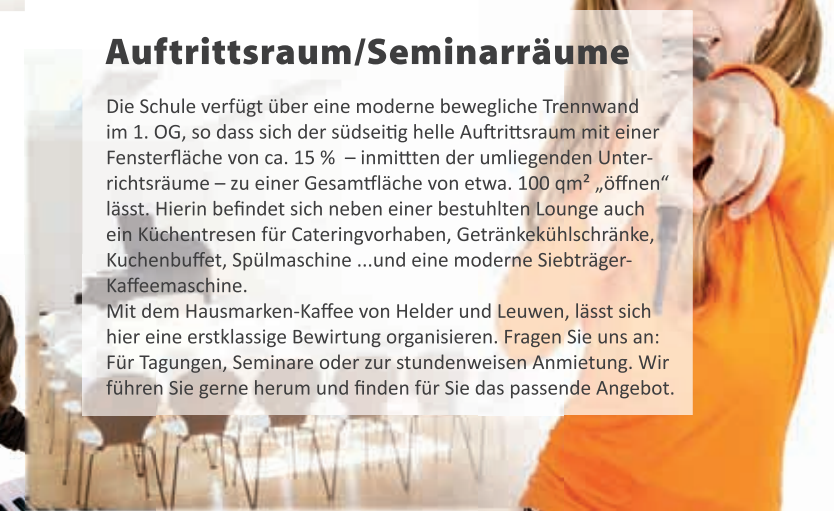 Auftrittsraum/Seminarräume
Die Schule verfügt über eine moderne bewegliche Trennwand
im 1. OG, so dass sich der südseitig helle Auftrittsraum mit einer
Fensterfläche von ca. 15 % – inmittten der umliegenden Unter-
richtsräume – zu einer Gesamtfläche von etwa. 100 qm² „öffnen“
lässt. Hierin befindet sich neben einer bestuhlten Lounge auch
ein Küchentresen für Cateringvorhaben, Getränkekühlschränke,
Kuchenbuffet, Spülmaschine ...und eine moderne Siebträger-
Kaffeemaschine.
Mit dem Hausmarken-Kaffee von Helder und Leuwen, lässt sich
hier eine erstklassige Bewirtung organisieren. Fragen Sie uns an:
Für Tagungen, Seminare oder zur stundenweisen Anmietung. Wir
führen Sie gerne herum und finden für Sie das passende Angebot.